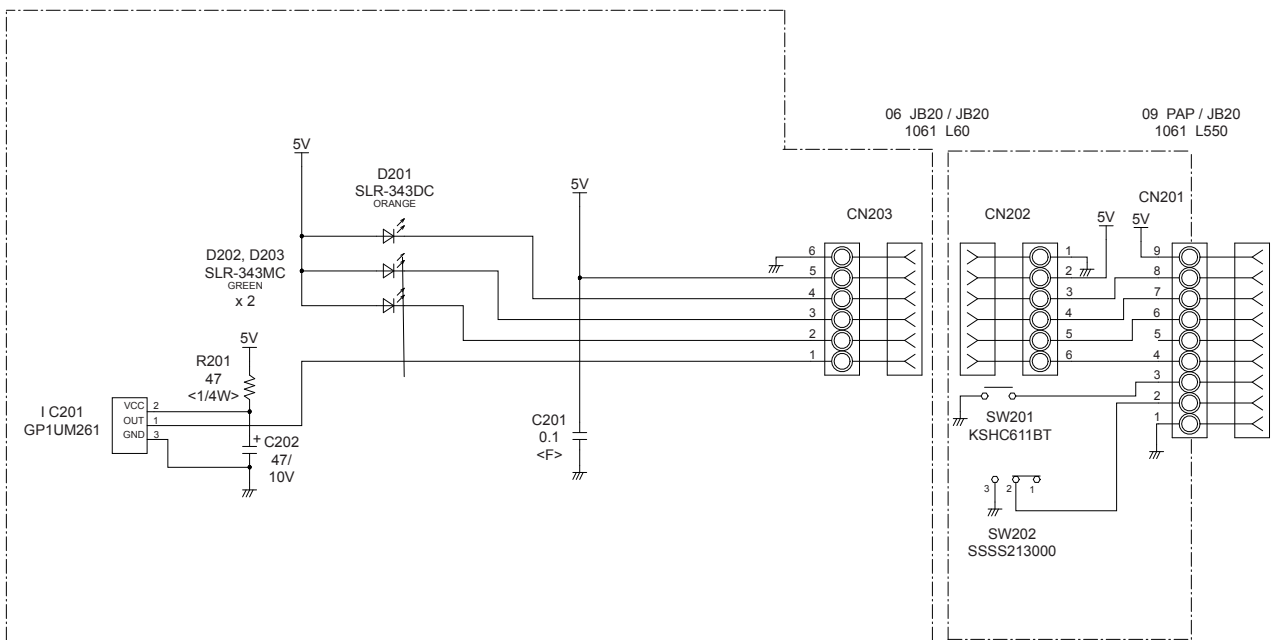 06 JB20 / JB20
1061 L60
09 PAP / JB20
1061 L550
5V
D201
SLR-343DC
ORANGE
D202, D203
SLR-343MC
GREEN
x 2
5V
R201
47
<1/4W>
I C201
GP1UM261
VCC
OUT
GND
2
1
3
+
C202
47/
10V
5V
C201
0.1
<F>
CN203
6
5
4
3
2
1
CN202
1
2
3
4
5
6
5V
5V
CN201
9
8
7
6
5
4
3
2
1
SW201
KSHC611BT
3
2
1
SW202
SSSS213000